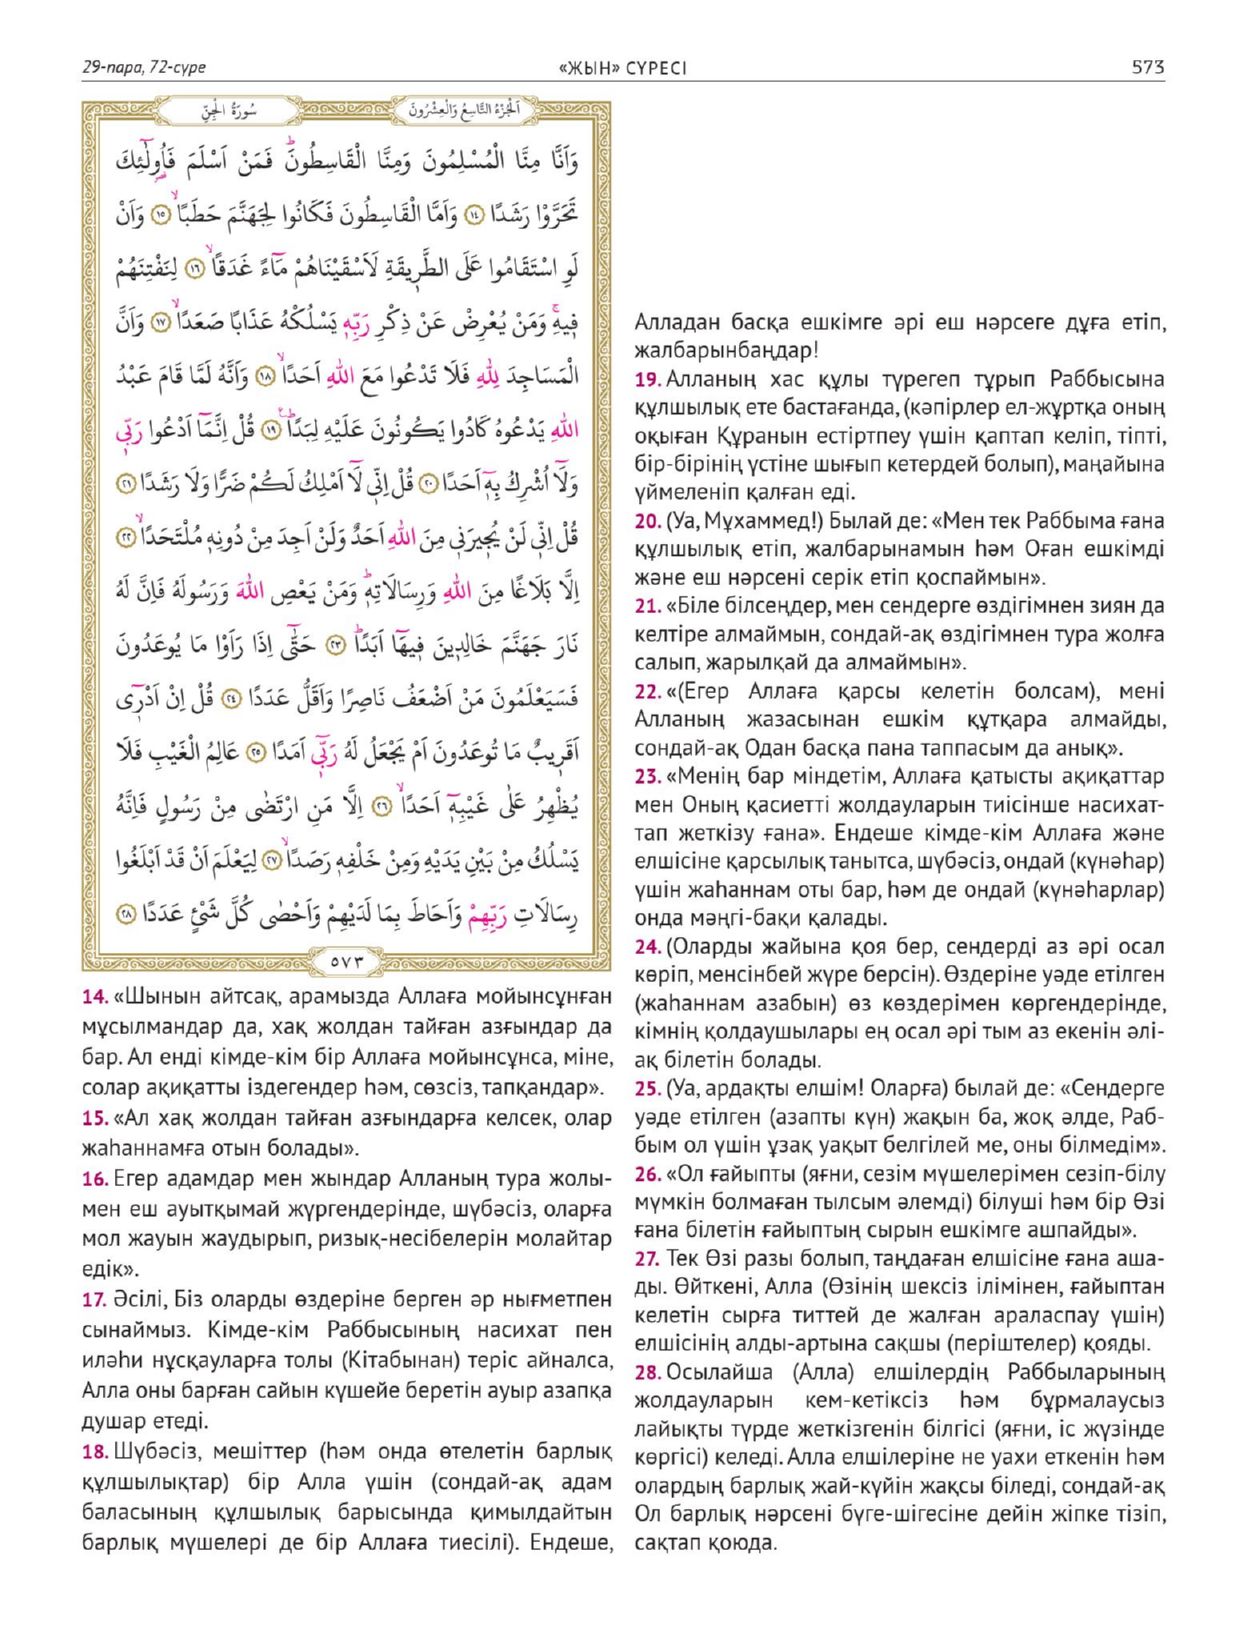 29-пара, 72-сүре
«ЖЫН» СҮРЕСІ
573
سُورَةُ الْجِنِّ
اَلْجُزْءُ التَّاسِعُ وَالْعِشْرُونَ
وَاَنَّا مِنَّا الْمُسْلِمُونَ وَمِنَّا الْقَاسِطُونَۜ فَمَنْ اَسْلَمَ فَاُو۬لٰٓئِكَ
تَحَرَّوْا رَشَدًا ﴿١٤﴾ وَاَمَّا الْقَاسِطُونَ فَكَانُوا لِجَهَنَّمَ حَطَبًاۙ ﴿١٥﴾ وَاَنْ
لَوِ اسْتَقَامُوا عَلَى الطَّرٖيقَةِ لَاَسْقَيْنَاهُمْ مَٓاءً غَدَقًاۙ ﴿١٦﴾ لِنَفْتِنَهُمْ
فٖيهِۚ وَمَنْ يُعْرِضْ عَنْ ذِكْرِ رَبِّهٖ يَسْلُكْهُ عَذَابًا صَعَدًاۙ ﴿١٧﴾ وَاَنَّ
الْمَسَاجِدَ لِلّٰهِ فَلَا تَدْعُوا مَعَ اللّٰهِ اَحَدًاۙ ﴿١٨﴾ وَاَنَّهُ لَمَّا قَامَ عَبْدُ
اللّٰهِ يَدْعُوهُ كَادُوا يَكُونُونَ عَلَيْهِ لِبَدًاۜ ﴿١٩﴾ قُلْ اِنَّمَٓا اَدْعُوا رَبّٖى
وَلَٓا اُشْرِكُ بِهٖٓ اَحَدًا ﴿٢٠﴾ قُلْ اِنّٖى لَٓا اَمْلِكُ لَكُمْ ضَرًّا وَلَا رَشَدًا ﴿٢١﴾
قُلْ اِنّٖى لَنْ يُجٖيرَنٖى مِنَ اللّٰهِ اَحَدٌ وَلَنْ اَجِدَ مِنْ دُونِهٖ مُلْتَحَدًاۙ ﴿٢٢﴾
اِلَّا بَلَاغًا مِنَ اللّٰهِ وَرِسَالَاتِهٖۜ وَمَنْ يَعْصِ اللّٰهَ وَرَسُولَهُ فَاِنَّ لَهُ
نَارَ جَهَنَّمَ خَالِدٖينَ فٖيهَٓا اَبَدًاۜ ﴿٢٣﴾ حَتّٰٓى اِذَا رَاَوْا مَا يُوعَدُونَ
فَسَيَعْلَمُونَ مَنْ اَضْعَفُ نَاصِرًا وَاَقَلُّ عَدَدًا ﴿٢٤﴾ قُلْ اِنْ اَدْرٖٓى
اَقَرٖيبٌ مَا تُوعَدُونَ اَمْ يَجْعَلُ لَهُ رَبّٖٓى اَمَدًا ﴿٢٥﴾ عَالِمُ الْغَيْبِ فَلَا
يُظْهِرُ عَلٰى غَيْبِهٖٓ اَحَدًاۙ ﴿٢٦﴾ اِلَّا مَنِ ارْتَضٰى مِنْ رَسُولٍ فَاِنَّهُ
يَسْلُكُ مِنْ بَيْنِ يَدَيْهِ وَمِنْ خَلْفِهٖ رَصَدًاۙ ﴿٢٧﴾ لِيَعْلَمَ اَنْ قَدْ اَبْلَغُوا
رِسَالَاتِ رَبِّهِمْ وَاَحَاطَ بِمَا لَدَيْهِمْ وَاَحْصٰى كُلَّ شَىْءٍ عَدَدًا ﴿٢٨﴾
٥٧٣
14. «Шынын айтсақ, арамызда Аллаға мойынсұнған
мұсылмандар да, хақ жолдан тайған азғындар да
бар. Ал енді кімде-кім бір Аллаға мойынсұнса, міне,
солар ақиқатты іздегендер һәм, сөзсіз, тапқандар».
15. «Ал хақ жолдан тайған азғындарға келсек, олар
жаһаннамға отын болады».
16. Егер адамдар мен жындар Алланың тура жолы-
мен еш ауытқымай жүргендерінде, шүбәсіз, оларға
мол жауын жаудырып, ризық-несібелерін молайтар
едік».
17. Әсілі, Біз оларды өздеріне берген әр нығметпен
сынаймыз. Кімде-кім Раббысының насихат пен
иләһи нұсқауларға толы (Кітабынан) теріс айналса,
Алла оны барған сайын күшейе беретін ауыр азапқа
душар етеді.
18. Шүбәсіз, мешіттер (һәм онда өтелетін барлық
құлшылықтар) бір Алла үшін (сондай-ақ адам
баласының құлшылық барысында қимылдайтын
барлық мүшелері де бір Аллаға тиесілі). Ендеше,
Алладан басқа ешкімге әрі еш нәрсеге дұға етіп,
жалбарынбаңдар!
19. Алланың хас құлы түрегеп тұрып Раббысына
құлшылық ете бастағанда, (кәпірлер ел-жұртқа оның
оқыған Құранын естіртпеу үшін қаптап келіп, тіпті,
бір-бірінің үстіне шығып кетердей болып), маңайына
үймеленіп қалған еді.
20. (Уа, Мұхаммед!) Былай де: «Мен тек Раббыма ғана
құлшылық етіп, жалбарынамын һәм Оған ешкімді
және еш нәрсені серік етіп қоспаймын».
21. «Біле білсеңдер, мен сендерге өздігімнен зиян да
келтіре алмаймын, сондай-ақ өздігімнен тура жолға
салып, жарылқай да алмаймын».
22. «(Егер Аллаға қарсы келетін болсам), мені
Алланың жазасынан ешкім құтқара алмайды,
сондай-ақ Одан басқа пана таппасым да анық».
23. «Менің бар міндетім, Аллаға қатысты ақиқаттар
мен Оның қасиетті жолдауларын тиісінше насихат-
тап жеткізу ғана». Ендеше кімде-кім Аллаға және
елшісіне қарсылық танытса, шүбәсіз, ондай (күнәһар)
үшін жаһаннам оты бар, һәм де ондай (күнәһарлар)
онда мәңгі-бақи қалады.
24. (Оларды жайына қоя бер, сендерді аз әрі осал
көріп, менсінбей жүре берсін). Өздеріне уәде етілген
(жаһаннам азабын) өз көздерімен көргендерінде,
кімнің қолдаушылары ең осал әрі тым аз екенін әлі-
ақ білетін болады.
25. (Уа, ардақты елшім! Оларға) былай де: «Сендерге
уәде етілген (азапты күн) жақын ба, жоқ әлде, Раб-
бым ол үшін ұзақ уақыт белгілей ме, оны білмедім».
26. «Ол ғайыпты (яғни, сезім мүшелерімен сезіп-білу
мүмкін болмаған тылсым әлемді) білуші һәм бір Өзі
ғана білетін ғайыптың сырын ешкімге ашпайды».
27. Тек Өзі разы болып, таңдаған елшісіне ғана аша-
ды. Өйткені, Алла (Өзінің шексіз ілімінен, ғайыптан
келетін сырға титтей де жалған араласпау үшін)
елшісінің алды-артына сақшы (періштелер) қояды.
28. Осылайша (Алла) елшілердің Раббыларының
жолдауларын кем-кетіксіз һәм бұрмалаусыз
лайықты түрде жеткізгенін білгісі (яғни, іс жүзінде
көргісі) келеді. Алла елшілеріне не уахи еткенін һәм
олардың барлық жай-күйін жақсы біледі, сондай-ақ
Ол барлық нәрсені бүге-шігесіне дейін жіпке тізіп,
сақтап қоюда.